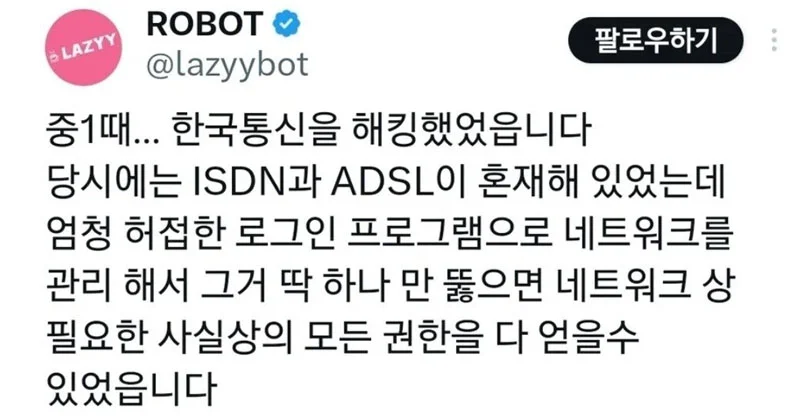 LAZYY
ROBOT
@lazyybot
팔로우하기
중1때... 한국통신을 해킹했었읍니다
당시에는 ISDN과 ADSL이 혼재해 있었는데
엄청 허접한 로그인 프로그램으로 네트워크를
관리 해서 그거 딱 하나 만 뚫으면 네트워크 상
필요한 사실상의 모든 권한을 다 얻을수
있었읍니다